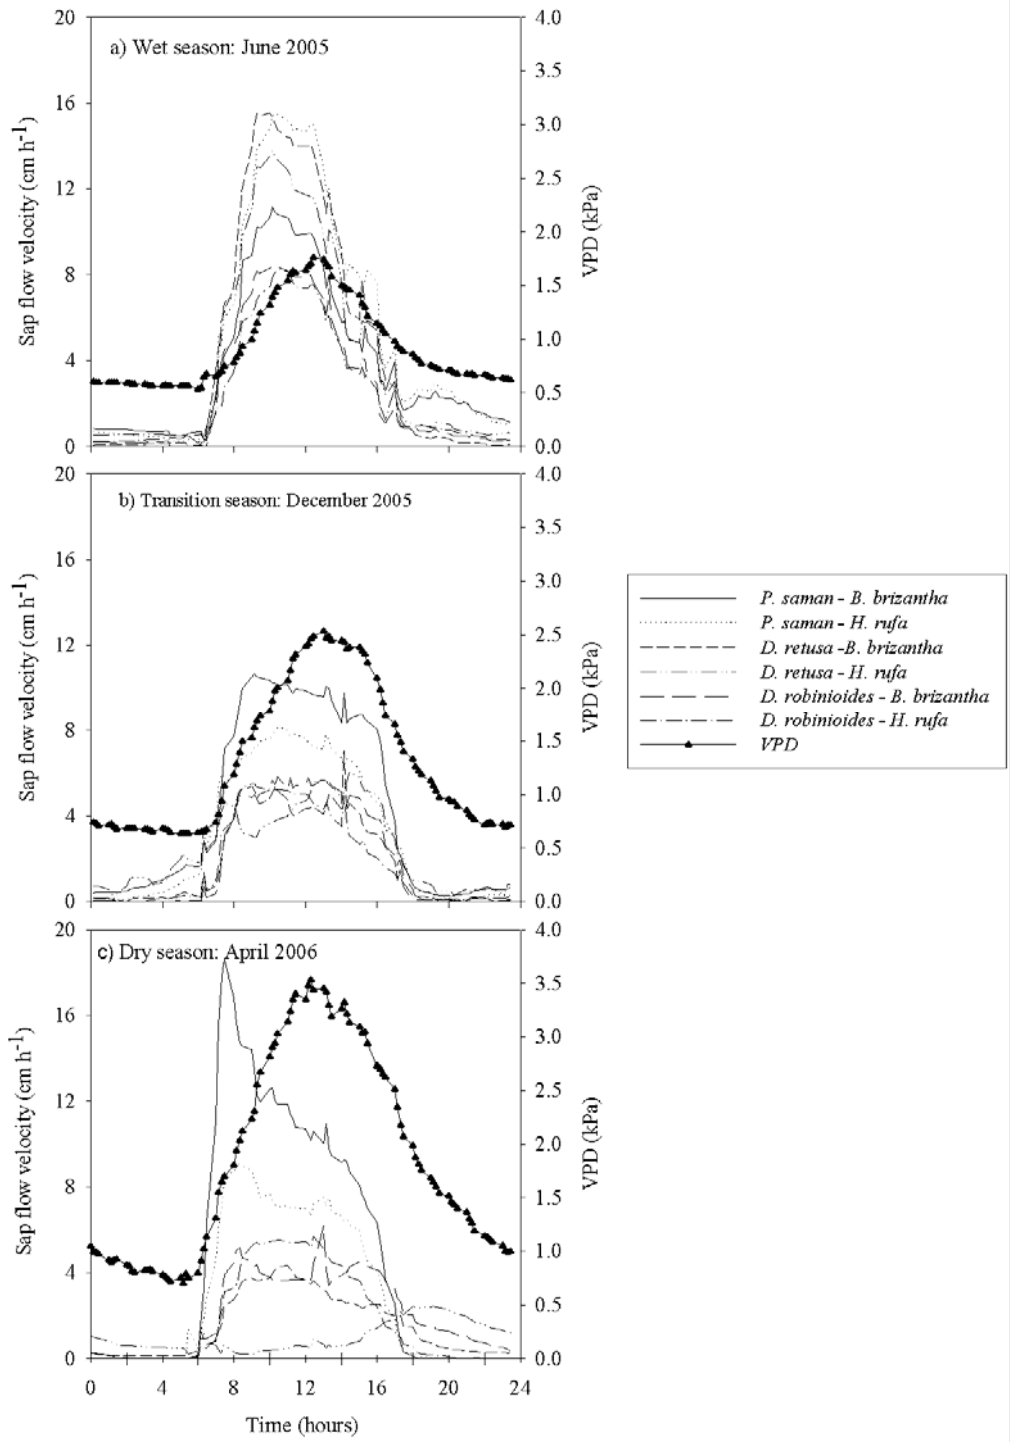 a) Wet season: June 2005
20
16
12
8
4
0
Sap flow velocity (cm h-1)
4.0
3.5
3.0
2.5
2.0
1.5
1.0
0.5
0.0
VPD (kPa)
b) Transition season: December 2005
20
16
12
8
4
0
Sap flow velocity (cm h-1)
4.0
3.5
3.0
2.5
2.0
1.5
1.0
0.5
0.0
VPD (kPa)
P. saman - B. brizantha
P. saman - H. rufa
D. retusa -B. brizantha
D. retusa - H. rufa
D. robinioides - B. brizantha
D. robinioides - H. rufa
VPD
c) Dry season: April 2006
20
16
12
8
4
0
Sap flow velocity (cm h-1)
4.0
3.5
3.0
2.5
2.0
1.5
1.0
0.5
0.0
VPD (kPa)
0 4 8 12 16 20 24
Time (hours)